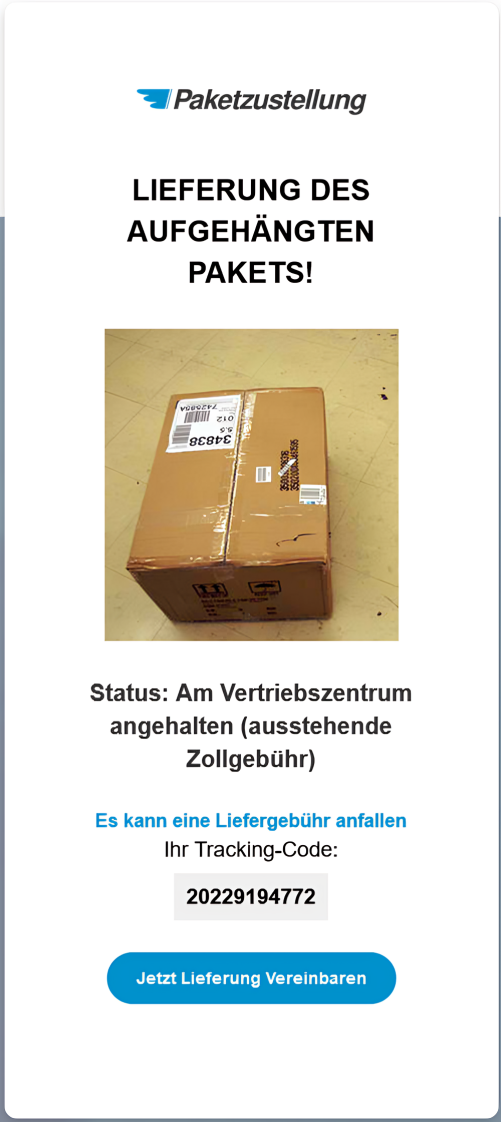 Paketzustellung
LIEFERUNG DES
AUFGEHÄNGTEN
PAKETS!
742585A
012
5.5
34838
Status: Am Vertriebszentrum
angehalten (ausstehende
Zollgebühr)
Es kann eine Liefergebühr anfallen
Ihr Tracking-Code:
20229194772
Jetzt Lieferung Vereinbaren